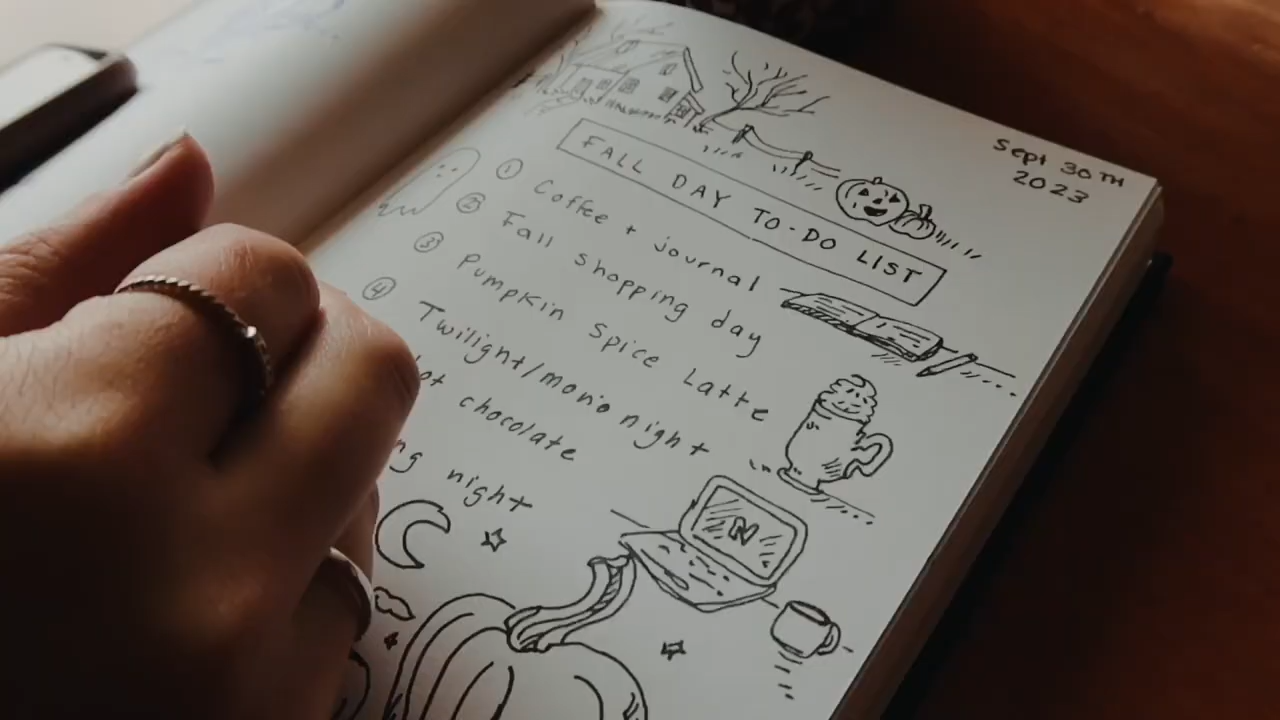 Sept 30TH
2023
FALL DAY TO-DO LIST
① Coffee + journal
② Fall shopping day
③ Pumpkin Spice Latte
④ Twilight/movie night
hot chocolate
night
N